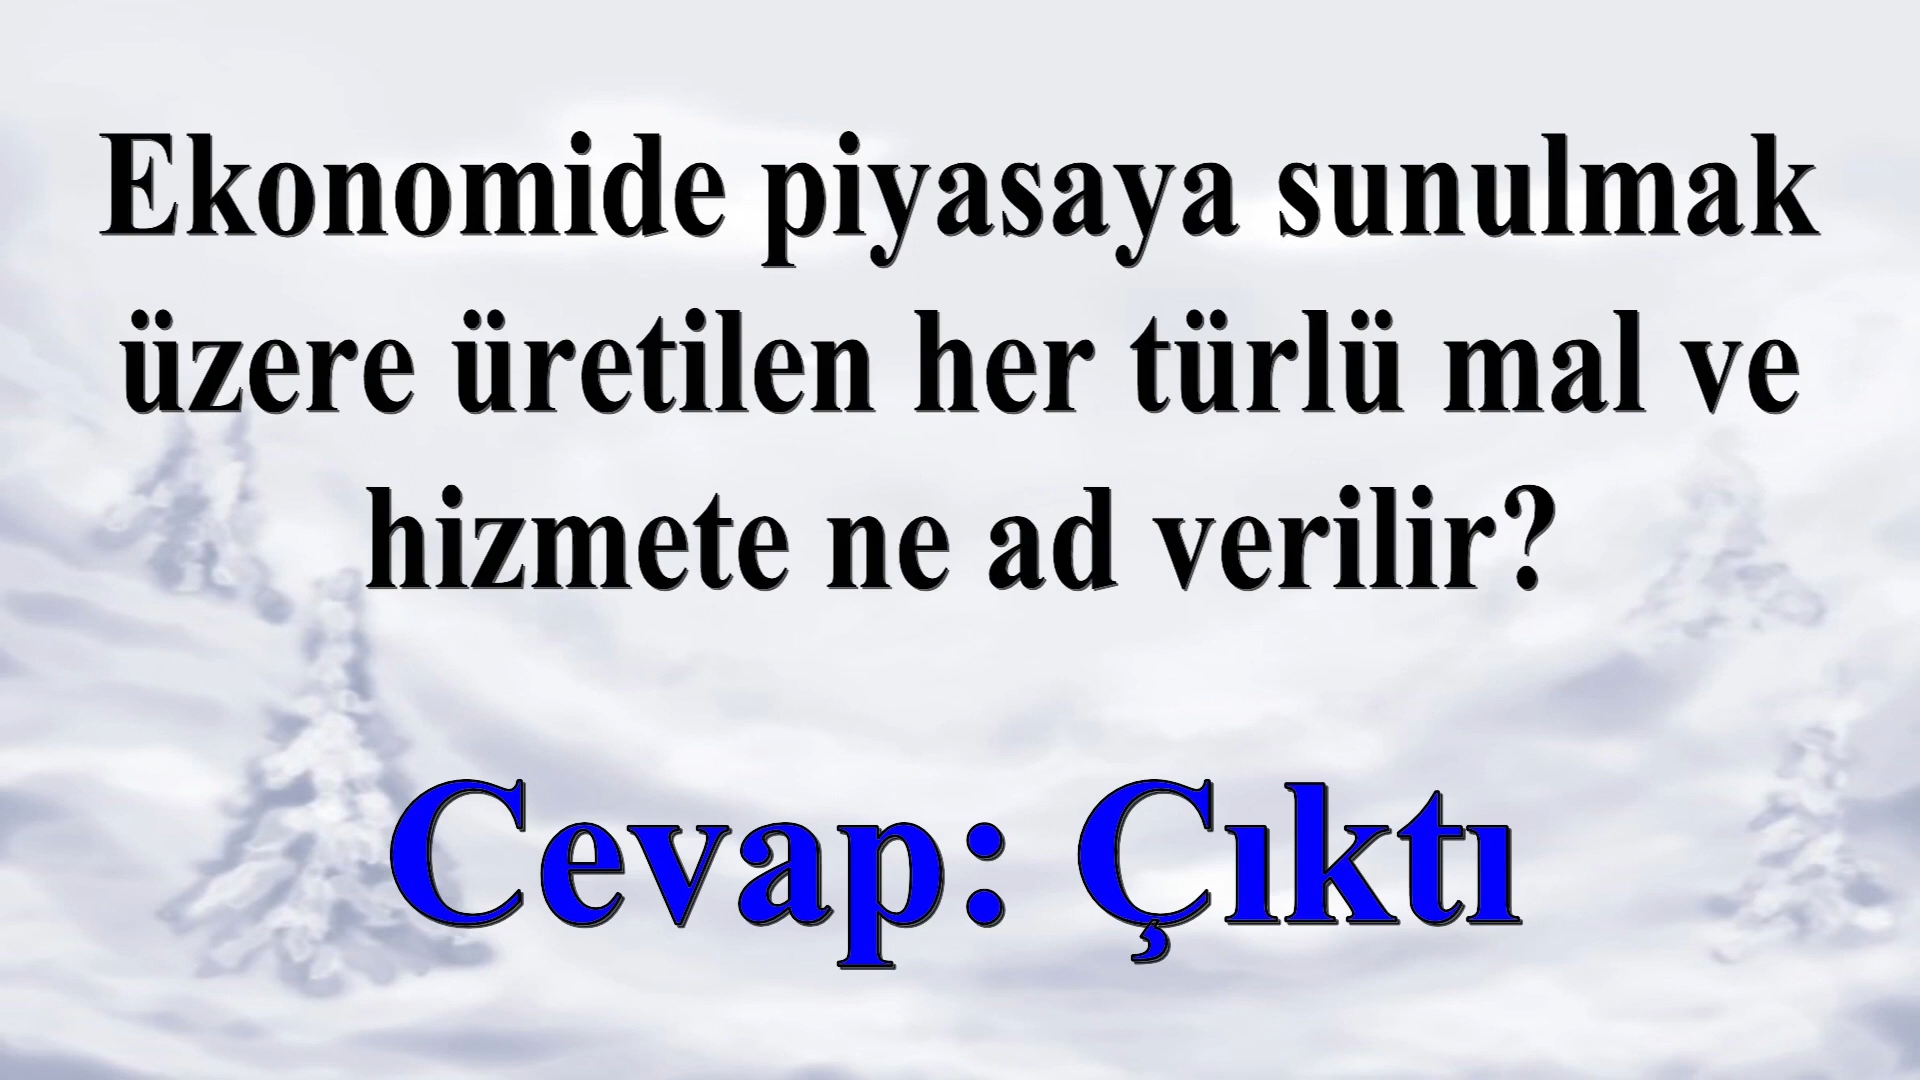 Ekonomide piyasaya sunulmak
üzere üretilen her türlü mal ve
hizmete ne ad verilir?
Cevap: Çıktı